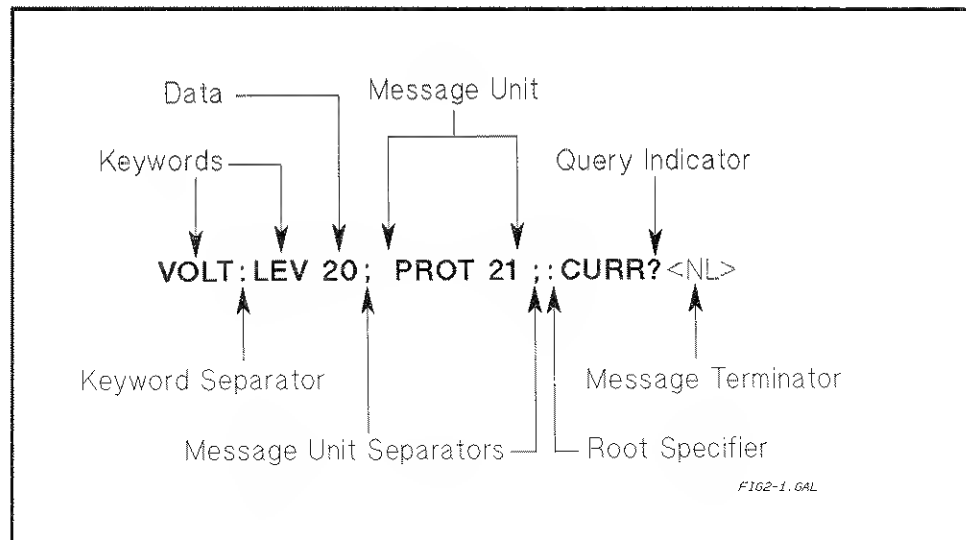 Data Message Unit
Keywords Query Indicator
VOLT:LEV 20; PROT 21 ;:CURR?<NL>
Keyword Separator Message Terminator
Message Unit Separators Root Specifier
FIG2-1.GAL